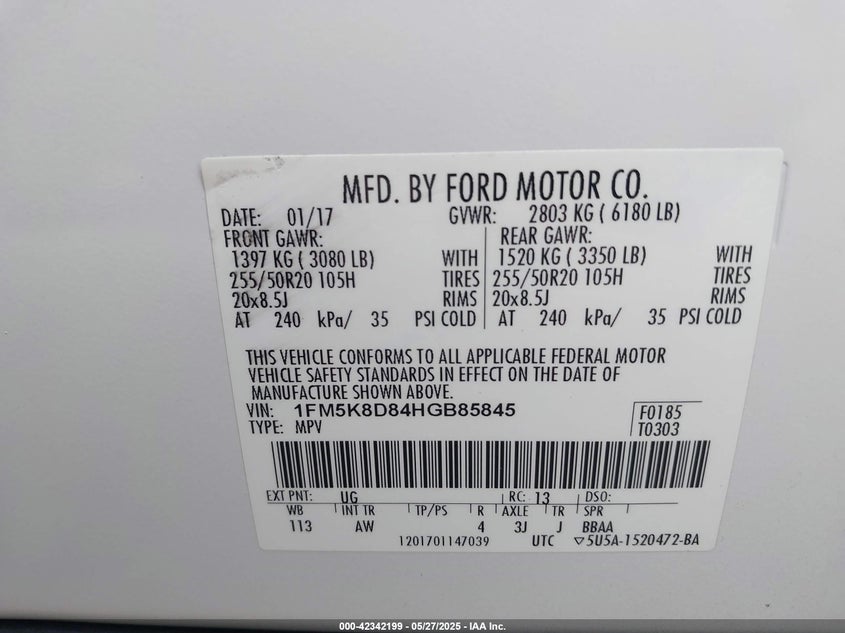 MFD. BY FORD MOTOR CO.
DATE: 01/17 GVWR: 2803 KG ( 6180 LB)
FRONT GAWR: REAR GAWR:
1397 KG ( 3080 LB) WITH 1520 KG ( 3350 LB) WITH
255/50R20 105H TIRES 255/50R20 105H TIRES
20x8.5J RIMS 20x8.5J RIMS
AT 240 kPa/ 35 PSI COLD AT 240 kPa/ 35 PSI COLD
THIS VEHICLE CONFORMS TO ALL APPLICABLE FEDERAL MOTOR
VEHICLE SAFETY STANDARDS IN EFFECT ON THE DATE OF
MANUFACTURE SHOWN ABOVE.
VIN: 1FM5K8D84HGB85845 F0185
TYPE: MPV T0303
EXT PNT: UG RC: 13 DSO:
WB INT TR TP/PS R AXLE TR SPR
113 AW 4 3J J BBAA
1201701147039 UTC ▽5U5A-1520472-BA
000-42342199 — 05/27/2025 — IAA Inc.